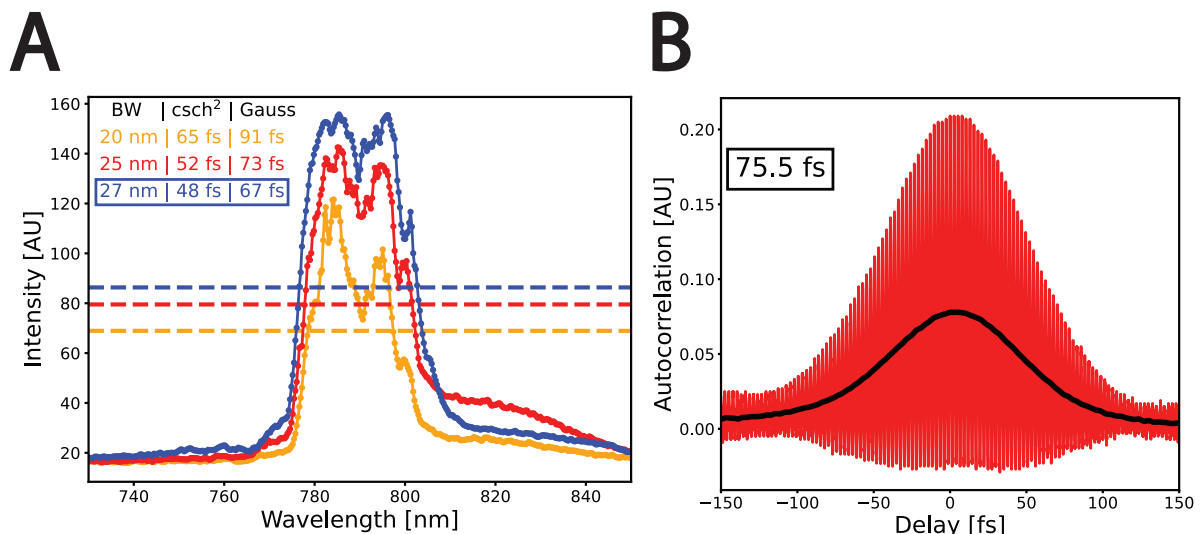 A
Intensity [AU]
160
140
120
100
80
60
40
20
BW | csch² | Gauss
20 nm | 65 fs | 91 fs
25 nm | 52 fs | 73 fs
27 nm | 48 fs | 67 fs
740 760 780 800 820 840
Wavelength [nm]
B
Autocorrelation [AU]
0.20
0.15
0.10
0.05
0.00
75.5 fs
−150 −100 −50 0 50 100 150
Delay [fs]